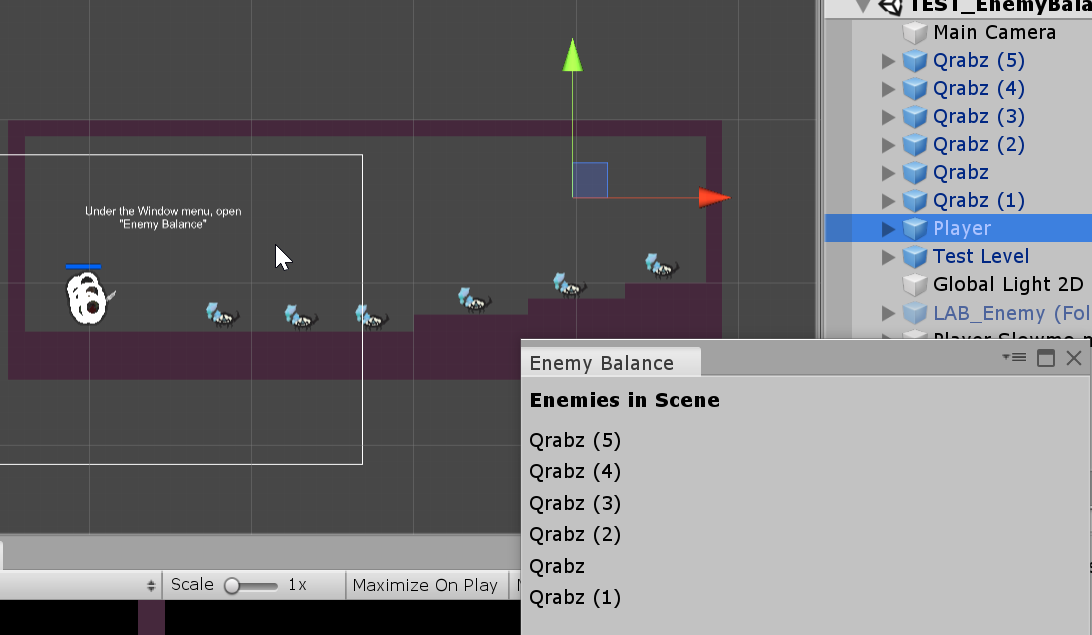 TEST_EnemyBala
Main Camera
Qrabz (5)
Qrabz (4)
Qrabz (3)
Qrabz (2)
Qrabz
Qrabz (1)
Player
Test Level
Global Light 2D
LAB_Enemy (Fol
Player Slowmo
Under the Window menu, open
"Enemy Balance"
Enemy Balance
Enemies in Scene
Qrabz (5)
Qrabz (4)
Qrabz (3)
Qrabz (2)
Qrabz
Qrabz (1)
Scale 1x Maximize On Play